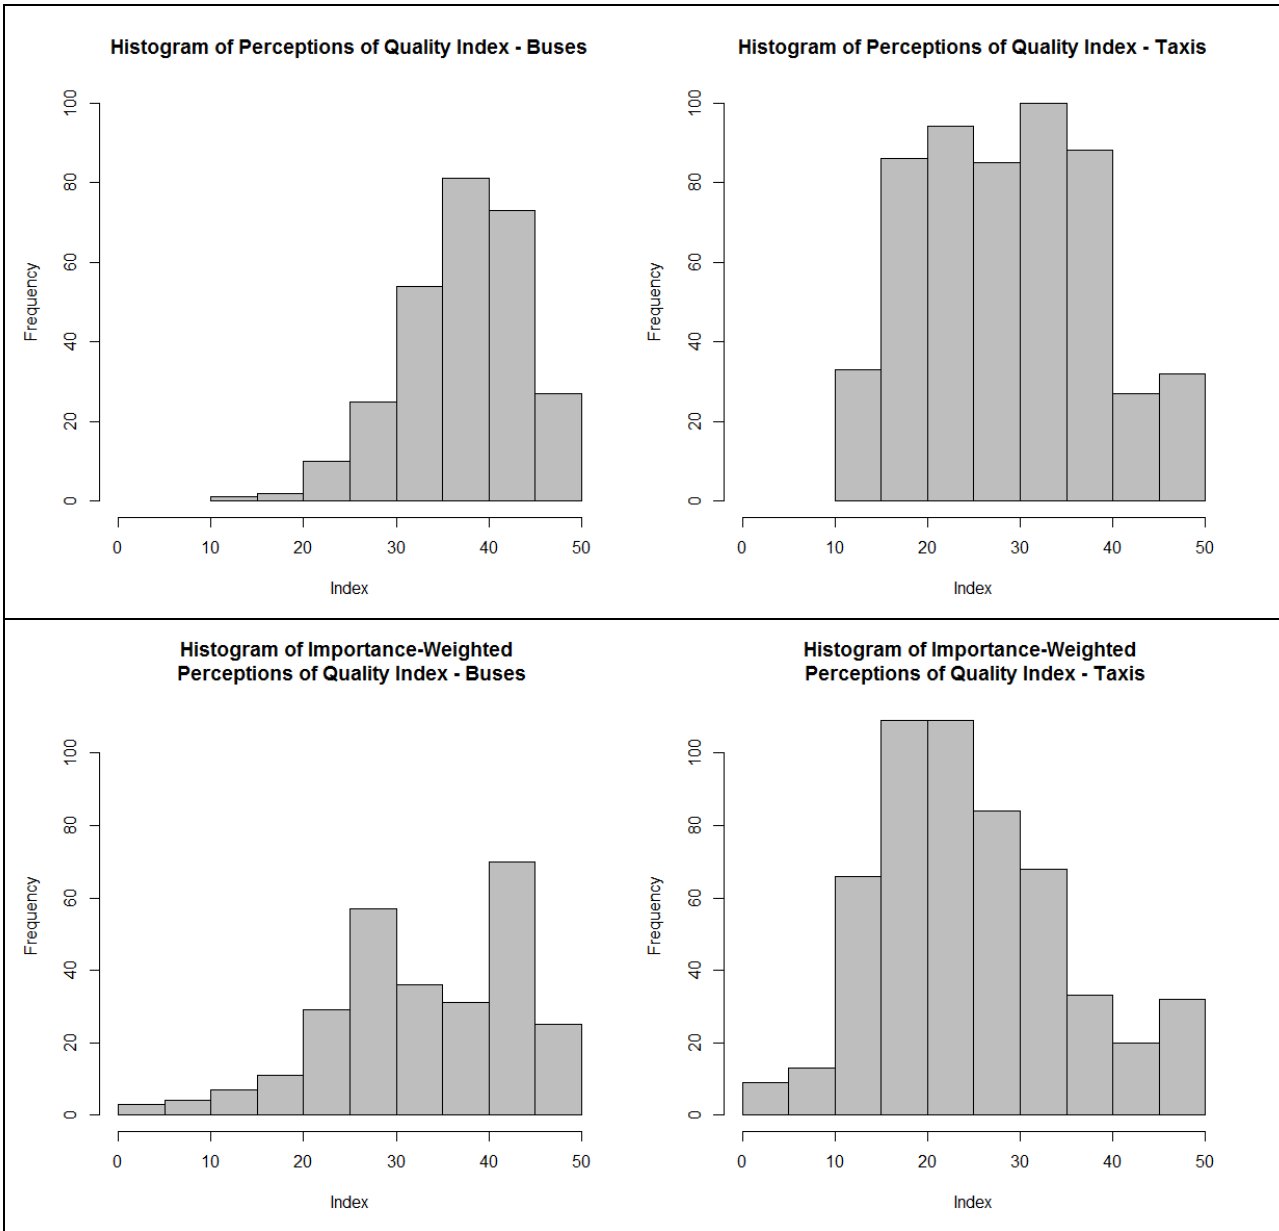 Histogram of Perceptions of Quality Index - Buses
100
80
60
40
20
0
Frequency
0 10 20 30 40 50
Index
Histogram of Perceptions of Quality Index - Taxis
100
80
60
40
20
0
Frequency
0 10 20 30 40 50
Index
Histogram of Importance-Weighted
Perceptions of Quality Index - Buses
100
80
60
40
20
0
Frequency
0 10 20 30 40 50
Index
Histogram of Importance-Weighted
Perceptions of Quality Index - Taxis
100
80
60
40
20
0
Frequency
0 10 20 30 40 50
Index